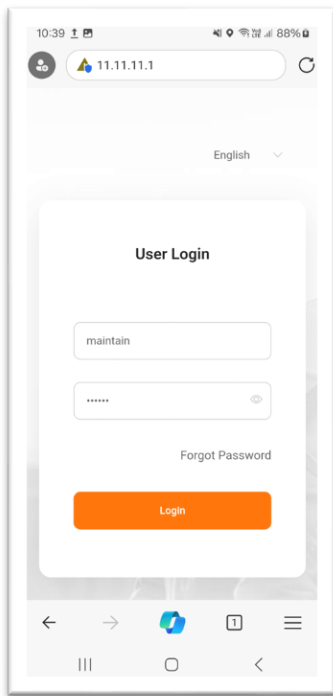 10:39 88%
11.11.11.1
English
User Login
maintain
••••••
Forgot Password
Login
1